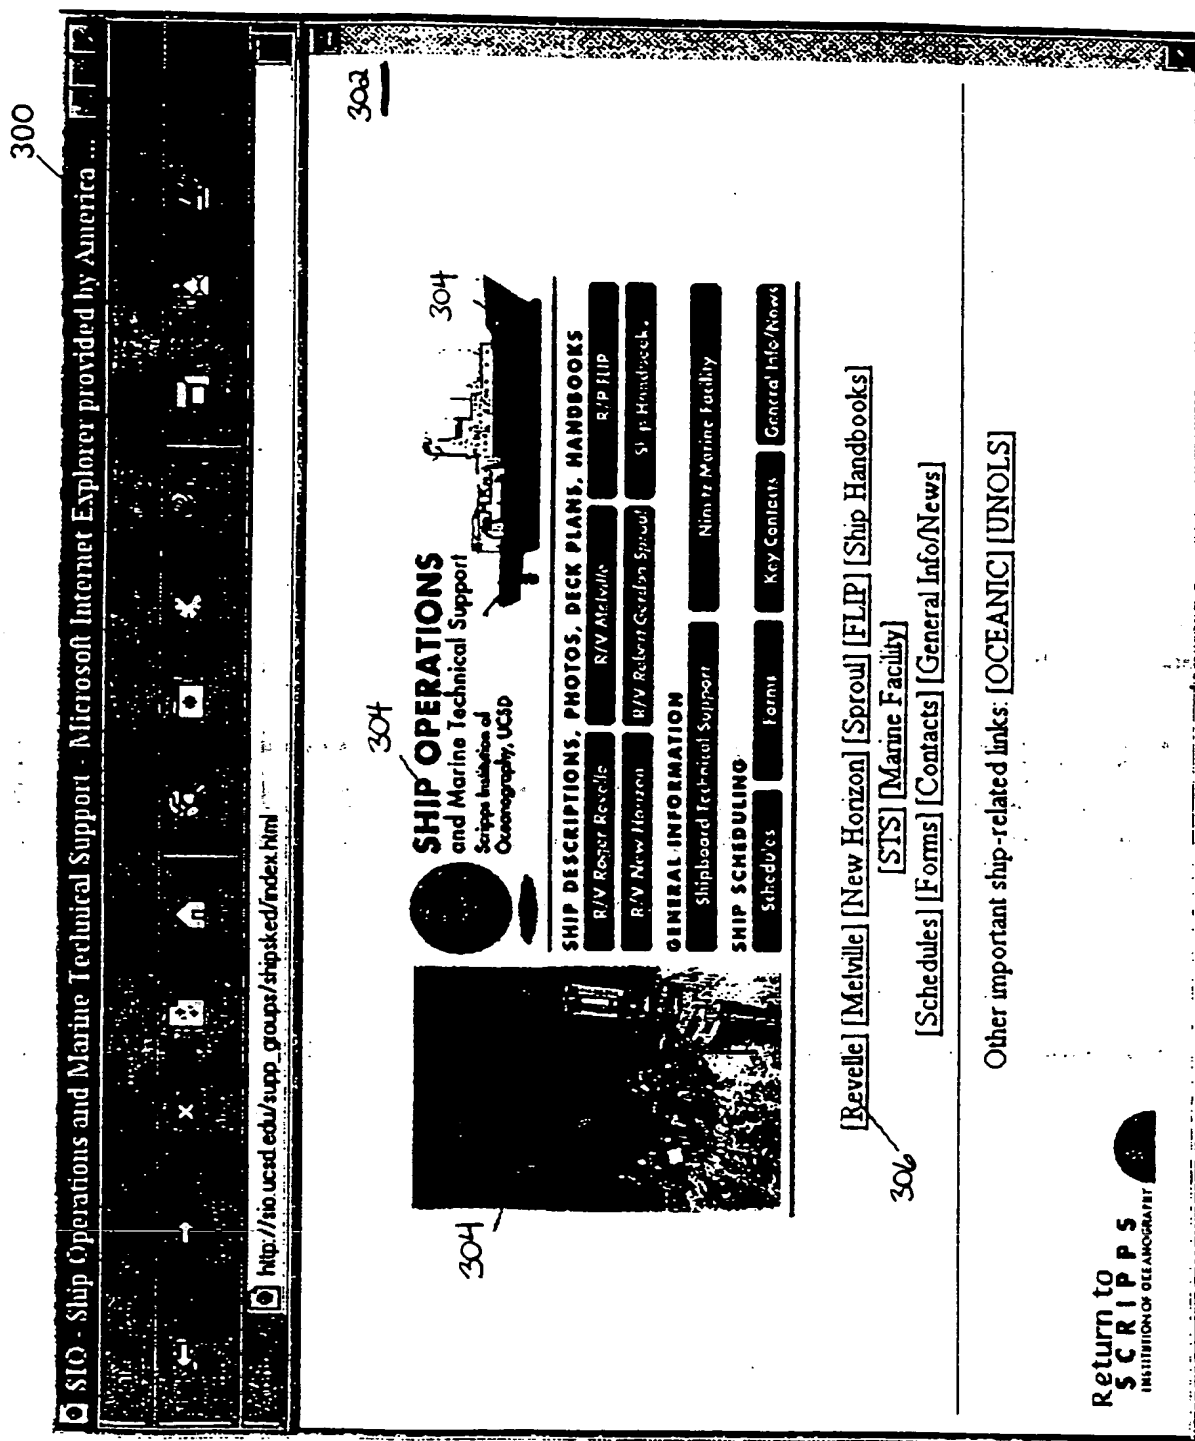 300
SIO - Ship Operations and Marine Technical Support - Microsoft Internet Explorer provided by America ...
http://sio.ucsd.edu/supp_groups/shipsked/index.html
302
304
304
304
SHIP OPERATIONS
and Marine Technical Support
Scripps Institution of
Oceanography, UCSD
SHIP DESCRIPTIONS, PHOTOS, DECK PLANS, HANDBOOKS
R/V Roger Revelle
R/V Melville
R/P FLIP
R/V New Horizon
R/V Robert Gordon Sproul
Ship Handbooks
GENERAL INFORMATION
Shipboard Technical Support
Nimitz Marine Facility
SHIP SCHEDULING
Schedules
Forms
Key Contacts
General Info/News
[Revelle] [Melville] [New Horizon] [Sproul] [FLIP] [Ship Handbooks]
306
[STS] [Marine Facility]
[Schedules] [Forms] [Contacts] [General Info/News]
Other important ship-related links: [OCEANIC] [UNOLS]
Return to
SCRIPPS
INSTITUTION OF OCEANOGRAPHY